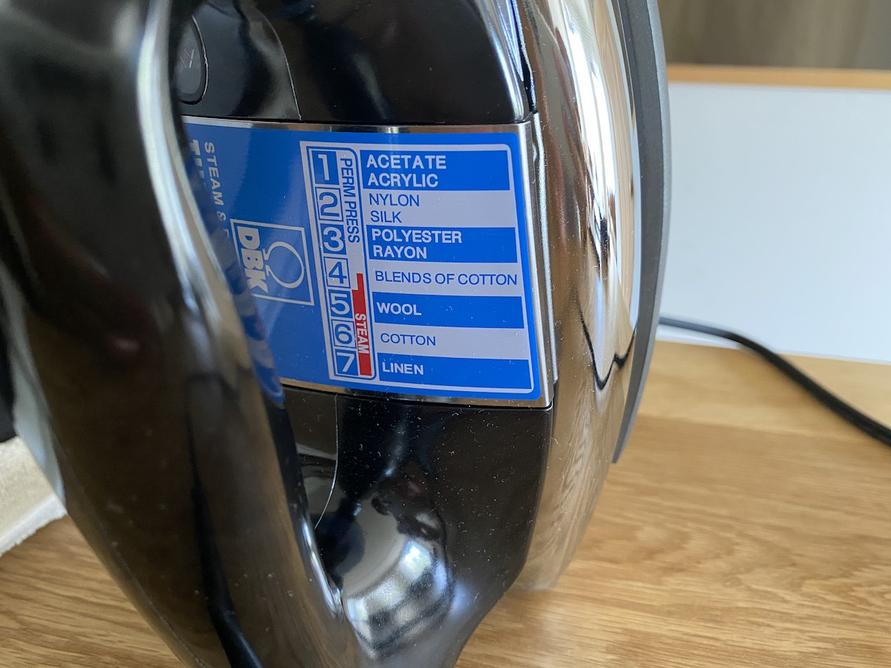 STEAM &
DBK
1
2
3
4
5
6
7
PERM PRESS
STEAM
ACETATE
ACRYLIC
NYLON
SILK
POLYESTER
RAYON
BLENDS OF COTTON
WOOL
COTTON
LINEN